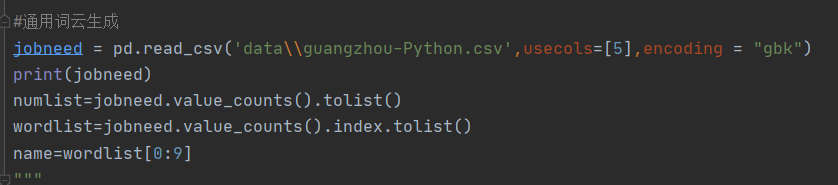 #通用词云生成
jobneed = pd.read_csv('data\\guangzhou-Python.csv',usecols=[5],encoding = "gbk")
print(jobneed)
numlist=jobneed.value_counts().tolist()
wordlist=jobneed.value_counts().index.tolist()
name=wordlist[0:9]
"""